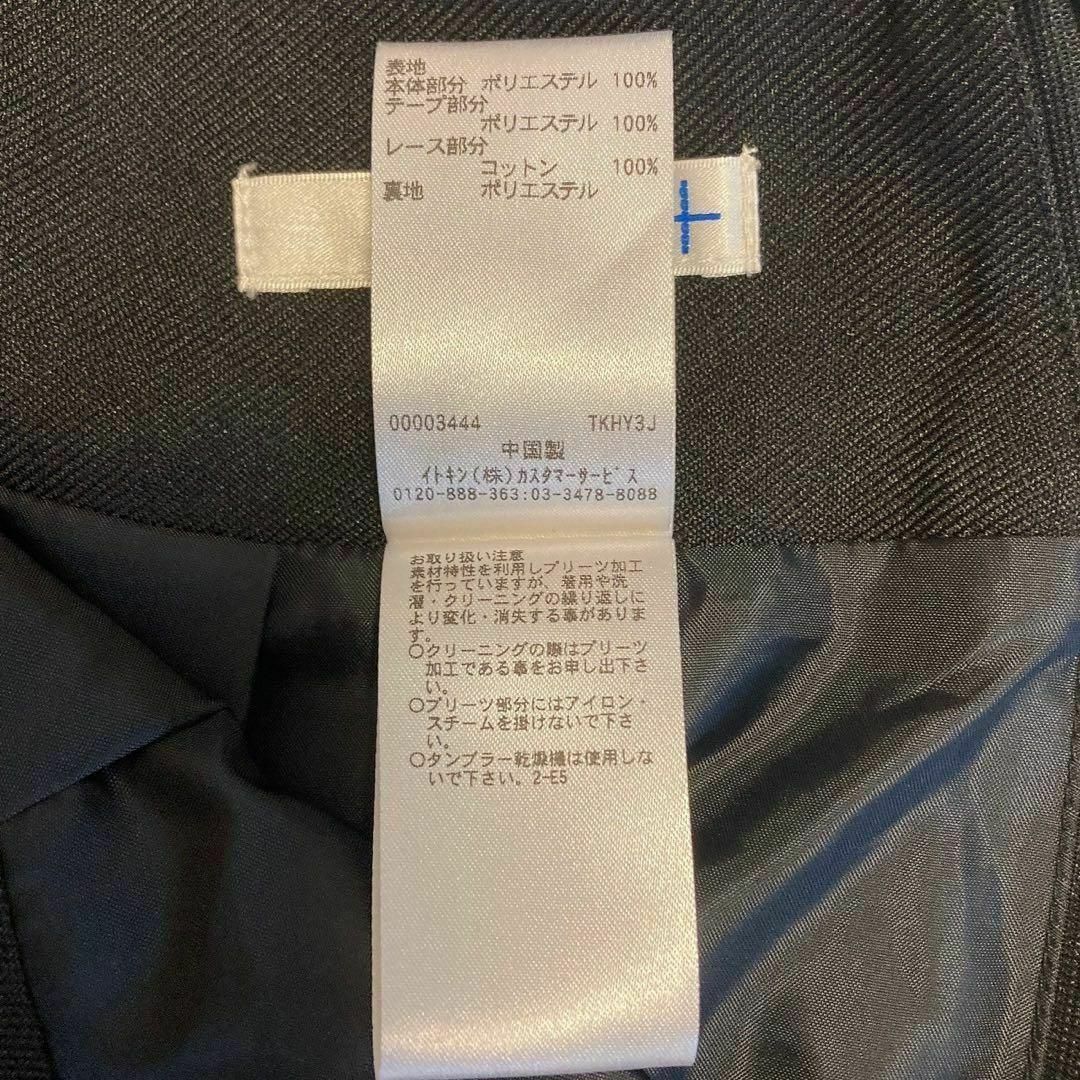 表地
本体部分 ポリエステル 100%
テープ部分
ポリエステル 100%
レース部分
コットン 100%
裏地 ポリエステル
00003444 TKHY3J
中国製
イトキン(株)カスタマーサービス
0120-888-363:03-3478-8088
お取り扱い注意
素材特性を利用しプリーツ加工
を行っていますが、着用や洗
濯・クリーニングの繰り返しに
より変化・消失する事がありま
す。
○クリーニングの際はプリーツ
加工である事をお申し出下さ
い。
○プリーツ部分にはアイロン・
スチームを掛けないで下さ
い。
○タンブラー乾燥機は使用しな
いで下さい。2-E5